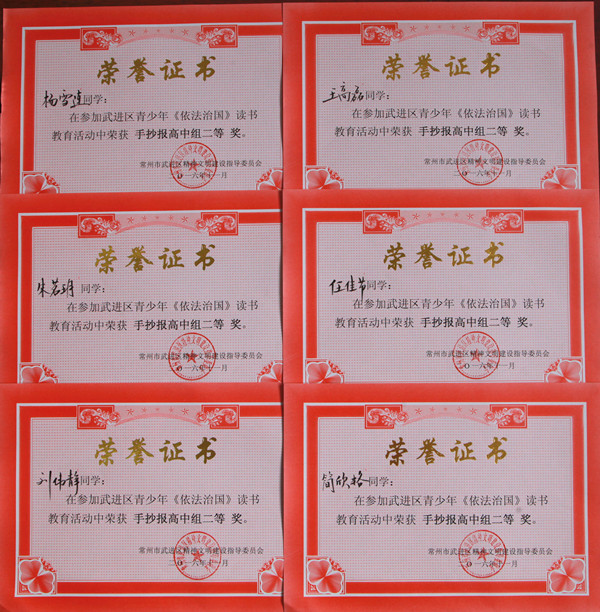 荣誉证书
同学:
在参加武进区青少年《依法治国》读书
教育活动中荣获 手抄报高中组二等 奖。
常州市武进区精神文明建设指导委员会
二〇一六年十一月
荣誉证书
王高磊同学:
在参加武进区青少年《依法治国》读书
教育活动中荣获 手抄报高中组二等 奖。
常州市武进区精神文明建设指导委员会
二〇一六年十一月
荣誉证书
朱若玥同学:
在参加武进区青少年《依法治国》读书
教育活动中荣获 手抄报高中组二等 奖。
常州市武进区精神文明建设指导委员会
二〇一六年十一月
荣誉证书
任佳节同学:
在参加武进区青少年《依法治国》读书
教育活动中荣获 手抄报高中组二等 奖。
常州市武进区精神文明建设指导委员会
二〇一六年十一月
荣誉证书
刘伟静同学:
在参加武进区青少年《依法治国》读书
教育活动中荣获 手抄报高中组二等 奖。
常州市武进区精神文明建设指导委员会
二〇一六年十一月
荣誉证书
简欣格同学:
在参加武进区青少年《依法治国》读书
教育活动中荣获 手抄报高中组二等 奖。
常州市武进区精神文明建设指导委员会
二〇一六年十一月